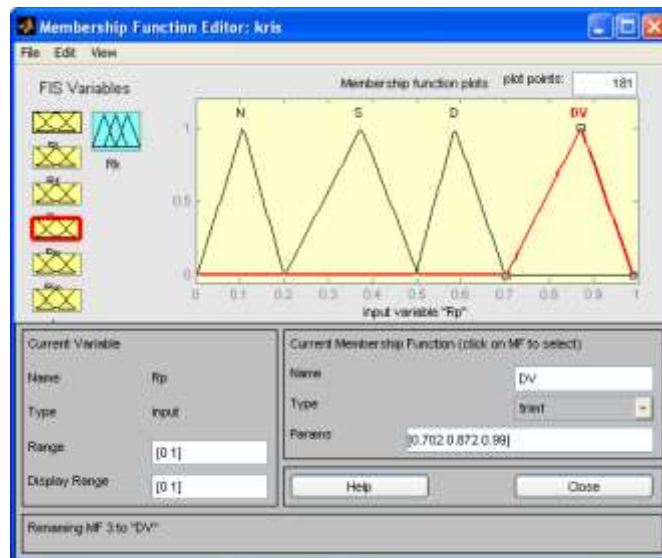 Membership Function Editor: kris
File Edit View
FIS Variables
Rk
Membership function plots plot points: 181
N S D DV
1
0.5
0
0 0.1 0.2 0.3 0.4 0.5 0.6 0.7 0.8 0.9 1
input variable "Rp"
Current Variable
Name Rp
Type input
Range [0 1]
Display Range [0 1]
Current Membership Function (click on MF to select)
Name DV
Type trimf
Params [0.702 0.872 0.99]
Help Close
Renaming MF 3 to "DV"